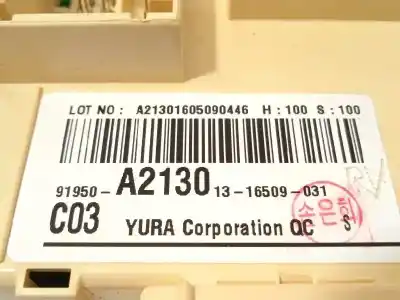 LOT NO : A21301605090446 H : 100 S : 100
91950-A2130 13-16509-031
C03 YURA Corporation QC S